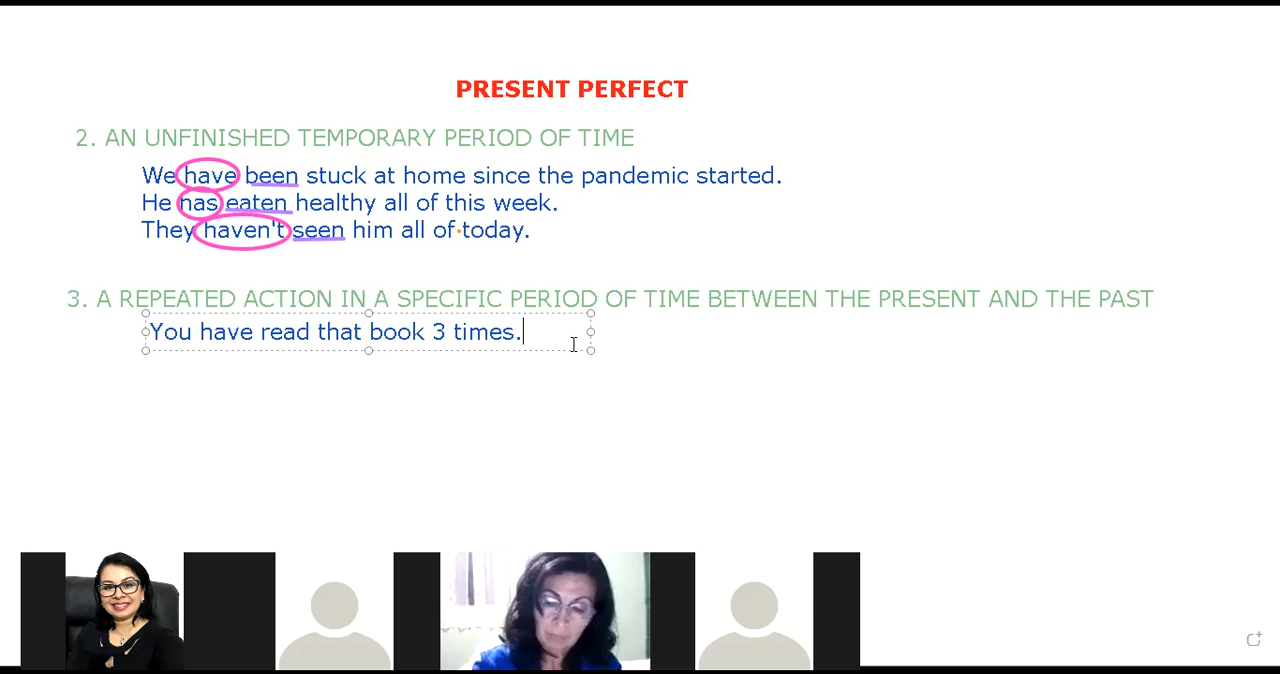 PRESENT PERFECT
2. AN UNFINISHED TEMPORARY PERIOD OF TIME
We have been stuck at home since the pandemic started.
He has eaten healthy all of this week.
They haven't seen him all of today.
3. A REPEATED ACTION IN A SPECIFIC PERIOD OF TIME BETWEEN THE PRESENT AND THE PAST
You have read that book 3 times.